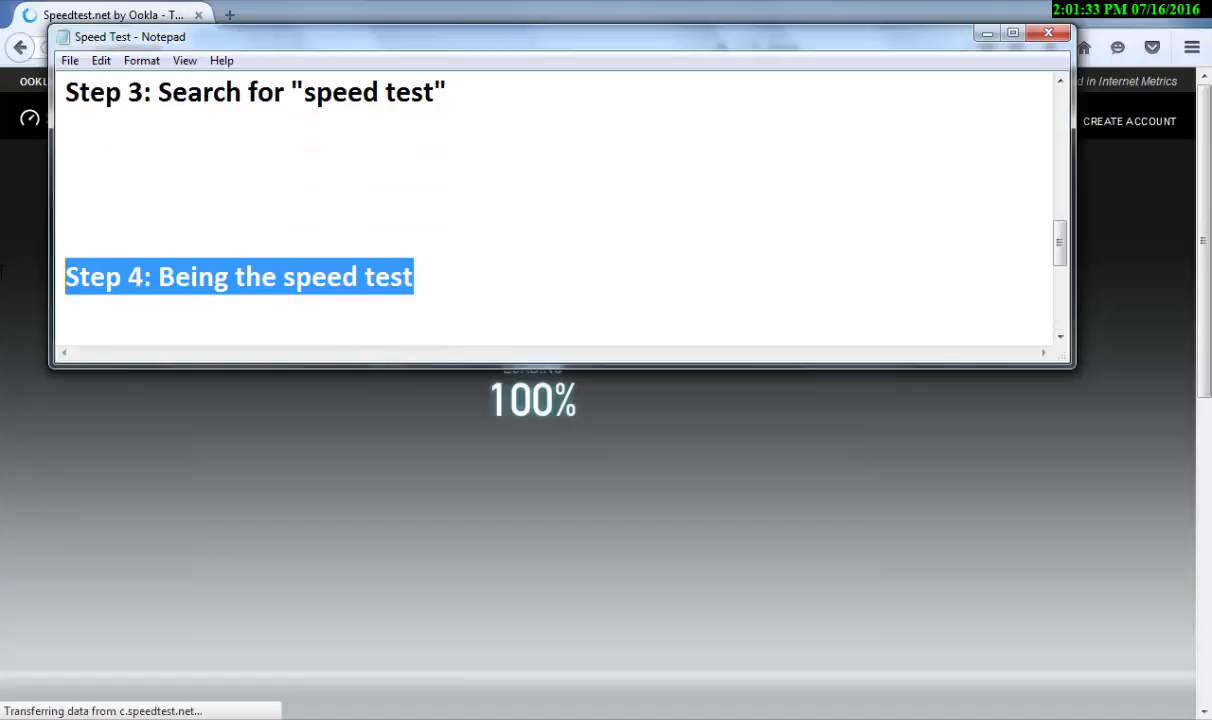 2:01:33 PM 07/16/2016
Speedtest.net by Ookla - T...
Speed Test - Notepad
File Edit Format View Help
OOKL
d in Internet Metrics
CREATE ACCOUNT
Step 3: Search for "speed test"
Step 4: Being the speed test
LOADING
100%
Transferring data from c.speedtest.net...